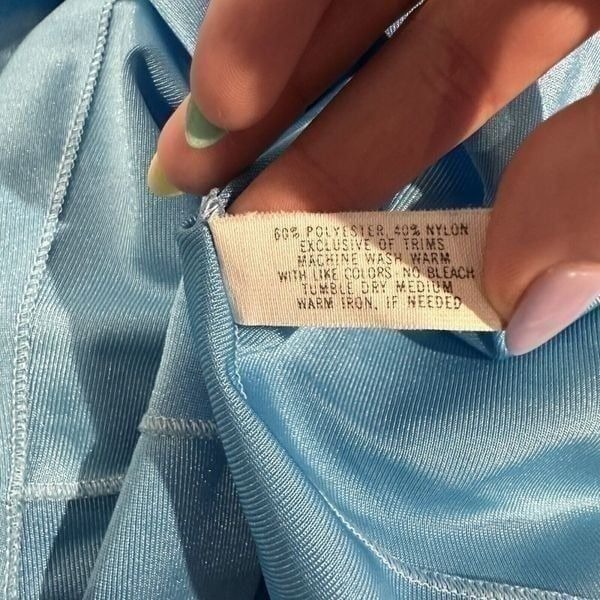 60% POLYESTER, 40% NYLON
EXCLUSIVE OF TRIMS
MACHINE WASH WARM
WITH LIKE COLORS. NO BLEACH
TUMBLE DRY MEDIUM
WARM IRON, IF NEEDED